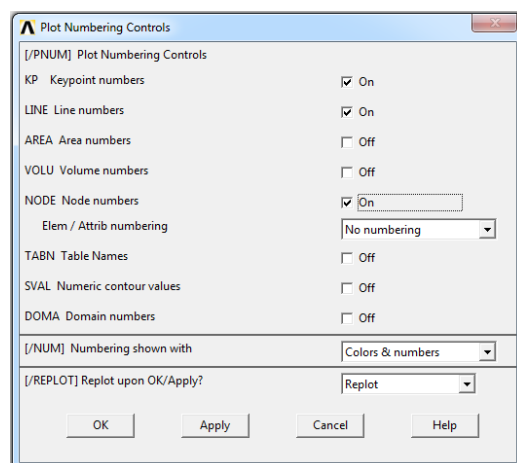 Plot Numbering Controls
[/PNUM] Plot Numbering Controls
KP Keypoint numbers On
LINE Line numbers On
AREA Area numbers Off
VOLU Volume numbers Off
NODE Node numbers On
Elem / Attrib numbering No numbering
TABN Table Names Off
SVAL Numeric contour values Off
DOMA Domain numbers Off
[/NUM] Numbering shown with Colors & numbers
[/REPLOT] Replot upon OK/Apply? Replot
OK Apply Cancel Help